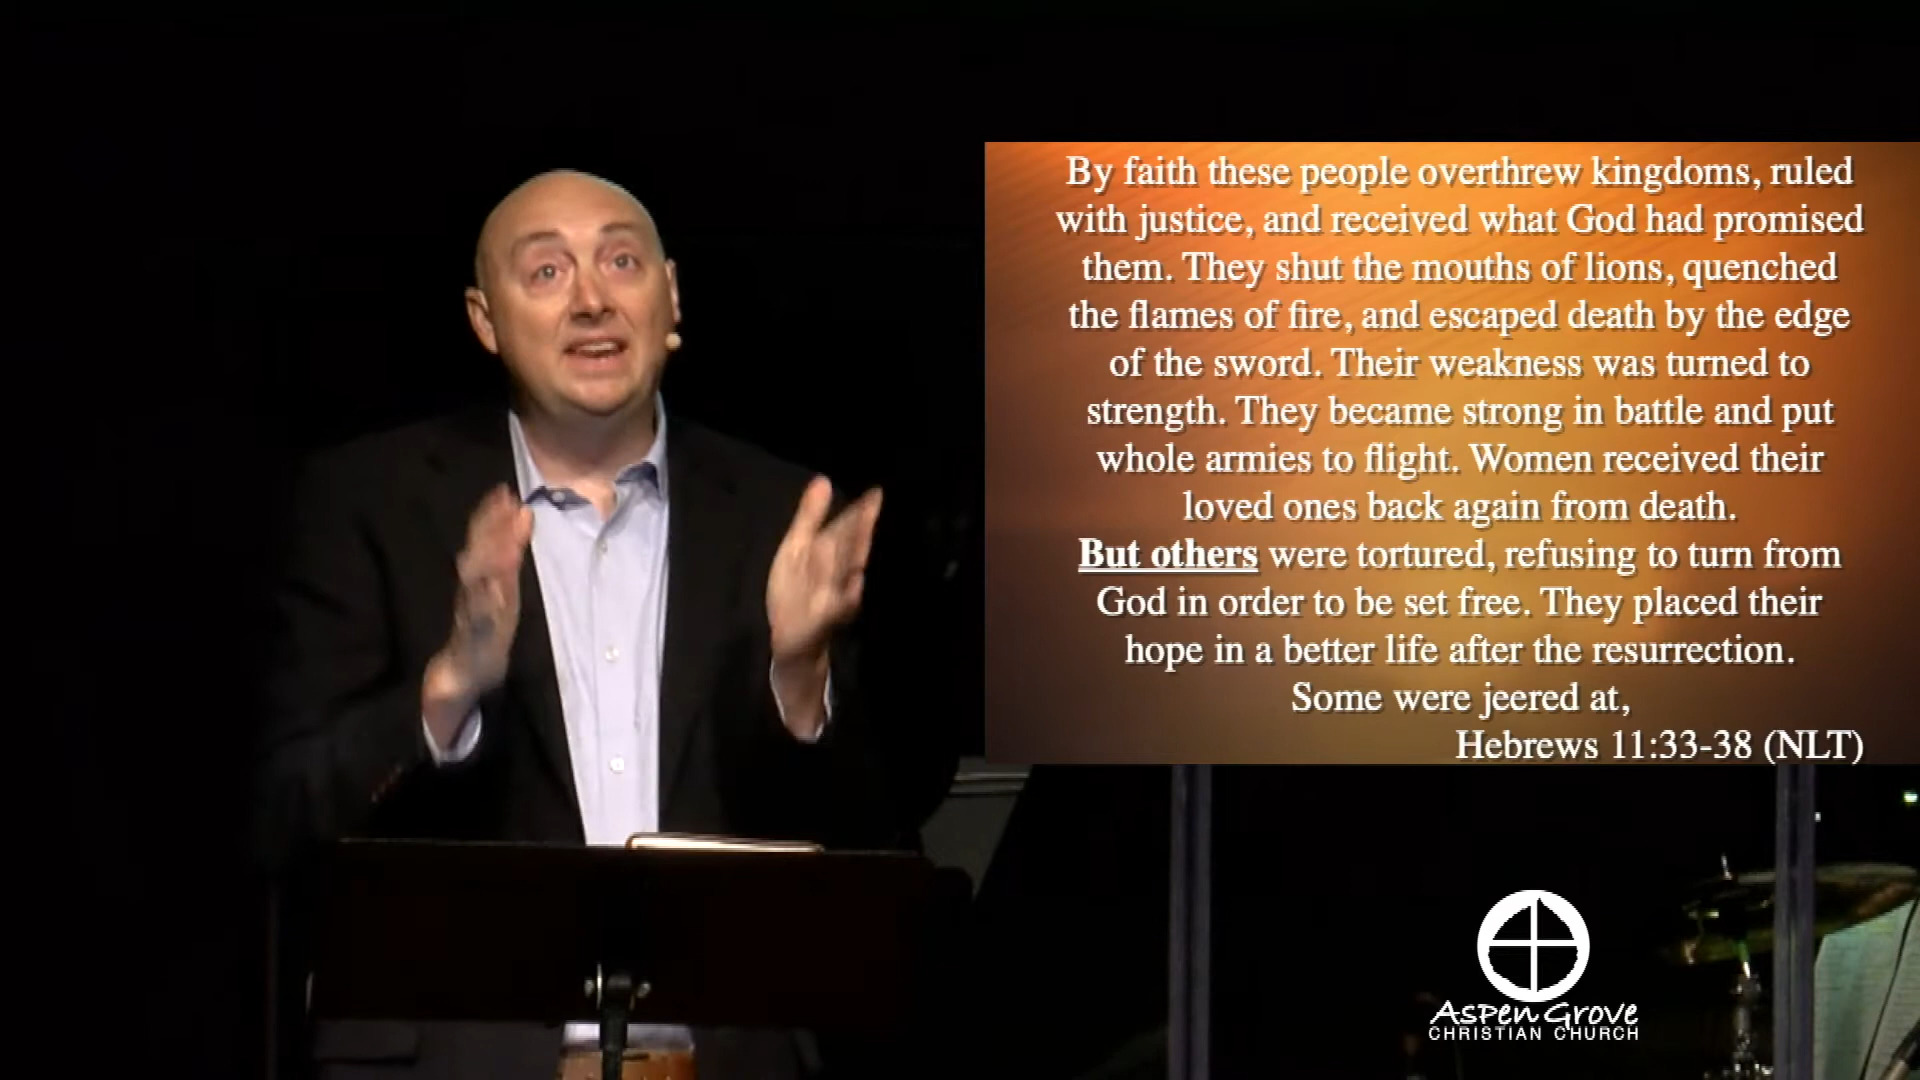 By faith these people overthrew kingdoms, ruled
with justice, and received what God had promised
them. They shut the mouths of lions, quenched
the flames of fire, and escaped death by the edge
of the sword. Their weakness was turned to
strength. They became strong in battle and put
whole armies to flight. Women received their
loved ones back again from death.
But others were tortured, refusing to turn from
God in order to be set free. They placed their
hope in a better life after the resurrection.
Some were jeered at,
Hebrews 11:33-38 (NLT)
Aspen Grove
CHRISTIAN CHURCH